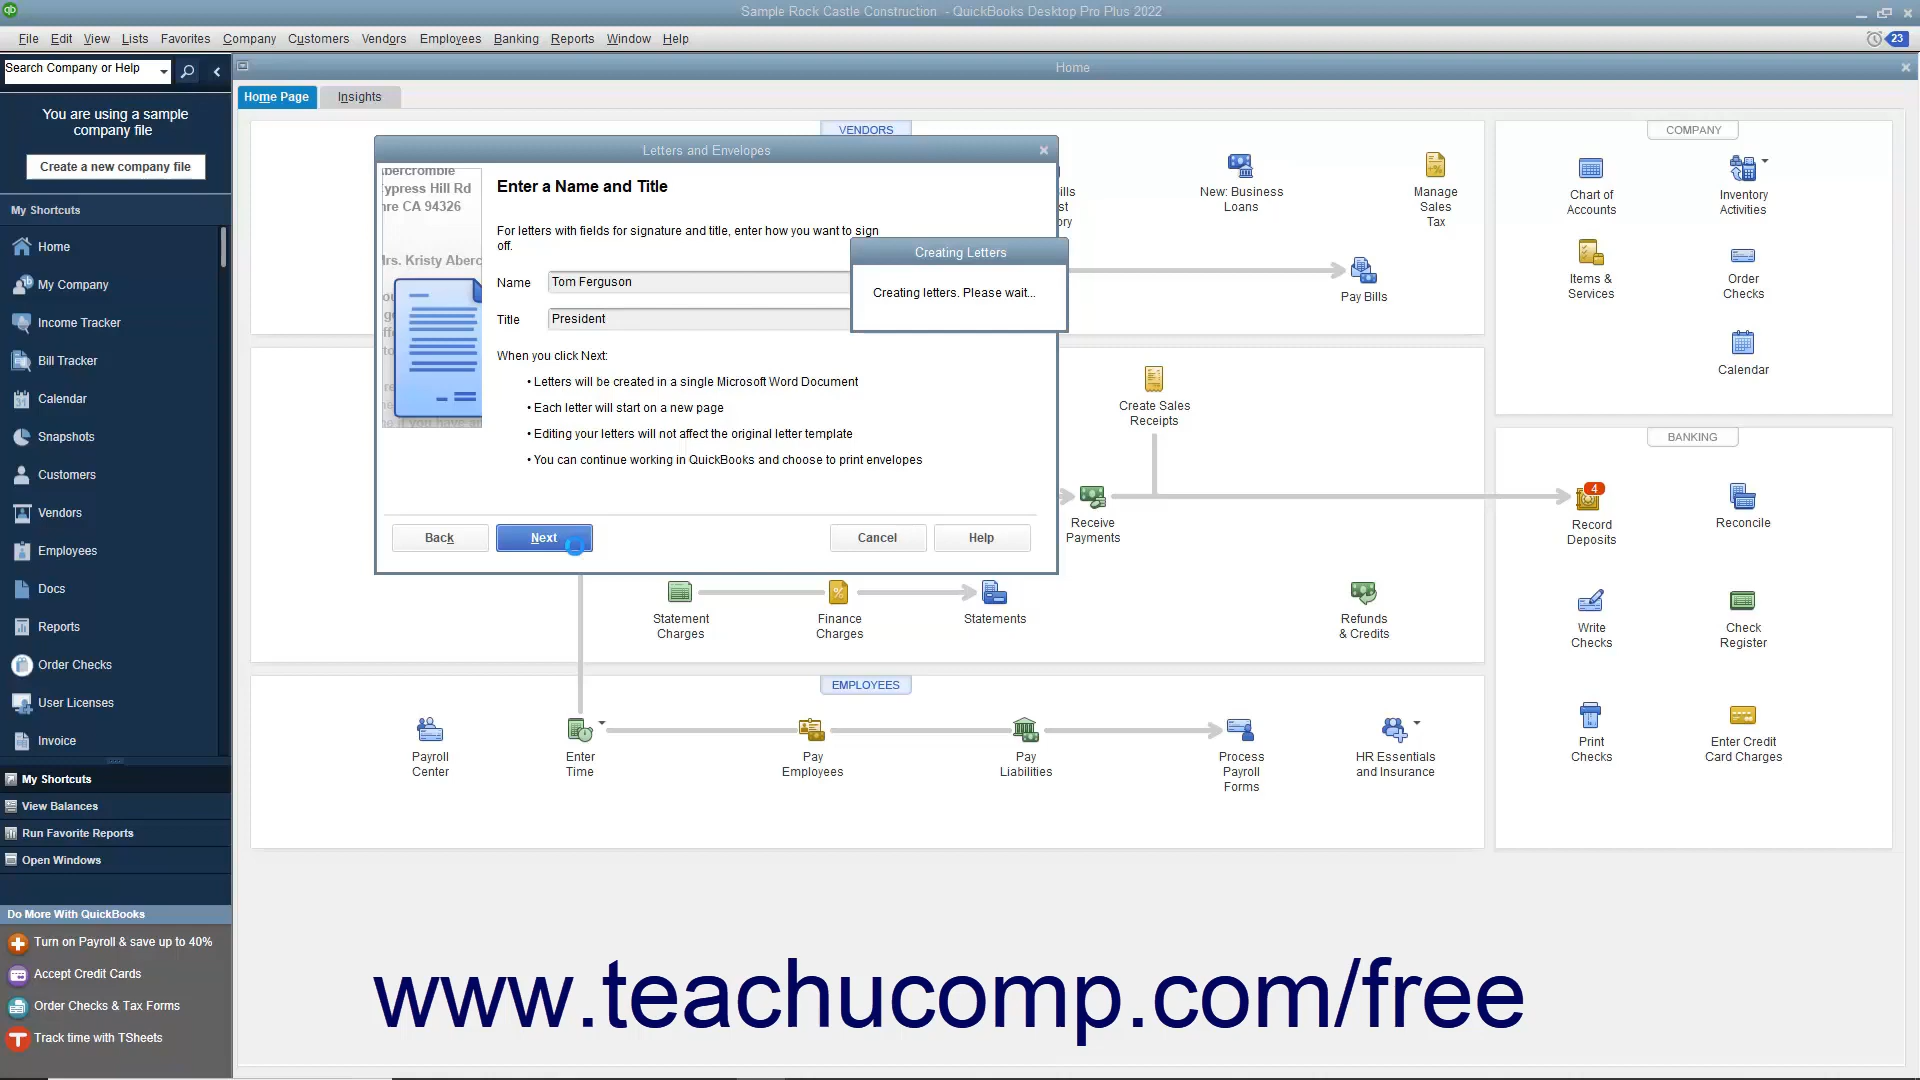 Sample Rock Castle Construction - QuickBooks Desktop Pro Plus 2022
File Edit View Lists Favorites Company Customers Vendors Employees Banking Reports Window Help
23
Search Company or Help
Home
Home Page
Insights
You are using a sample
company file
Create a new company file
My Shortcuts
Home
My Company
Income Tracker
Bill Tracker
Calendar
Snapshots
Customers
Vendors
Employees
Docs
Reports
Order Checks
User Licenses
Invoice
My Shortcuts
View Balances
Run Favorite Reports
Open Windows
Do More With QuickBooks
Turn on Payroll & save up to 40%
Accept Credit Cards
Order Checks & Tax Forms
Track time with TSheets
VENDORS
New: Business
Loans
Manage
Sales
Tax
Pay Bills
Letters and Envelopes
ypress Hill Rd
CA 94326
Mrs. Kristy
Enter a Name and Title
For letters with fields for signature and title, enter how you want to sign
off.
Name Tom Ferguson
Title President
When you click Next:
• Letters will be created in a single Microsoft Word Document
• Each letter will start on a new page
• Editing your letters will not affect the original letter template
• You can continue working in QuickBooks and choose to print envelopes
Back Next Cancel Help
Creating Letters
Creating letters. Please wait...
Create Sales
Receipts
Receive
Payments
Statement
Charges
Finance
Charges
Statements
Refunds
& Credits
EMPLOYEES
Payroll
Center
Enter
Time
Pay
Employees
Pay
Liabilities
Process
Payroll
Forms
HR Essentials
and Insurance
COMPANY
Chart of
Accounts
Inventory
Activities
Items &
Services
Order
Checks
Calendar
BANKING
4
Record
Deposits
Reconcile
Write
Checks
Check
Register
Print
Checks
Enter Credit
Card Charges
www.teachucomp.com/free